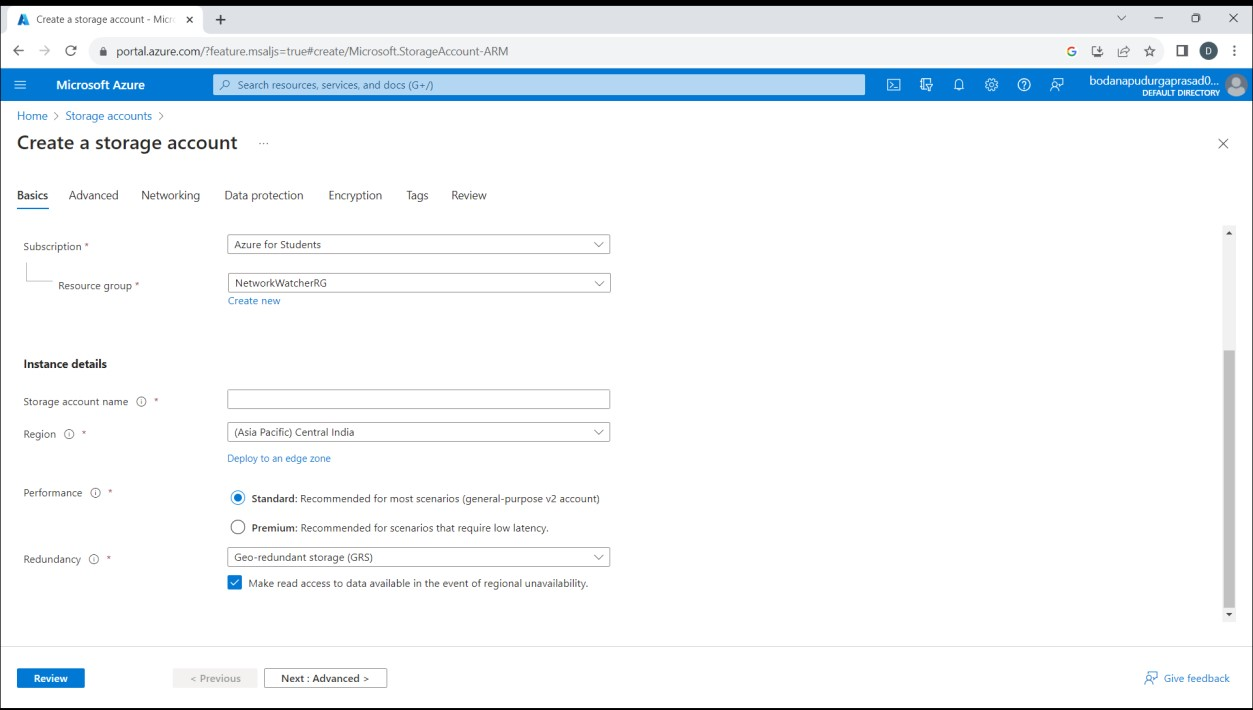 Create a storage account - Micr
portal.azure.com/?feature.msaljs=true#create/Microsoft.StorageAccount-ARM
G
D
Microsoft Azure
Search resources, services, and docs (G+/)
bodanapudurgaprasad0...
DEFAULT DIRECTORY
Home > Storage accounts >
Create a storage account ...
Basics Advanced Networking Data protection Encryption Tags Review
Subscription * Azure for Students
Resource group * NetworkWatcherRG
Create new
Instance details
Storage account name *
Region * (Asia Pacific) Central India
Deploy to an edge zone
Performance * Standard: Recommended for most scenarios (general-purpose v2 account)
Premium: Recommended for scenarios that require low latency.
Redundancy * Geo-redundant storage (GRS)
Make read access to data available in the event of regional unavailability.
Review < Previous Next : Advanced > Give feedback